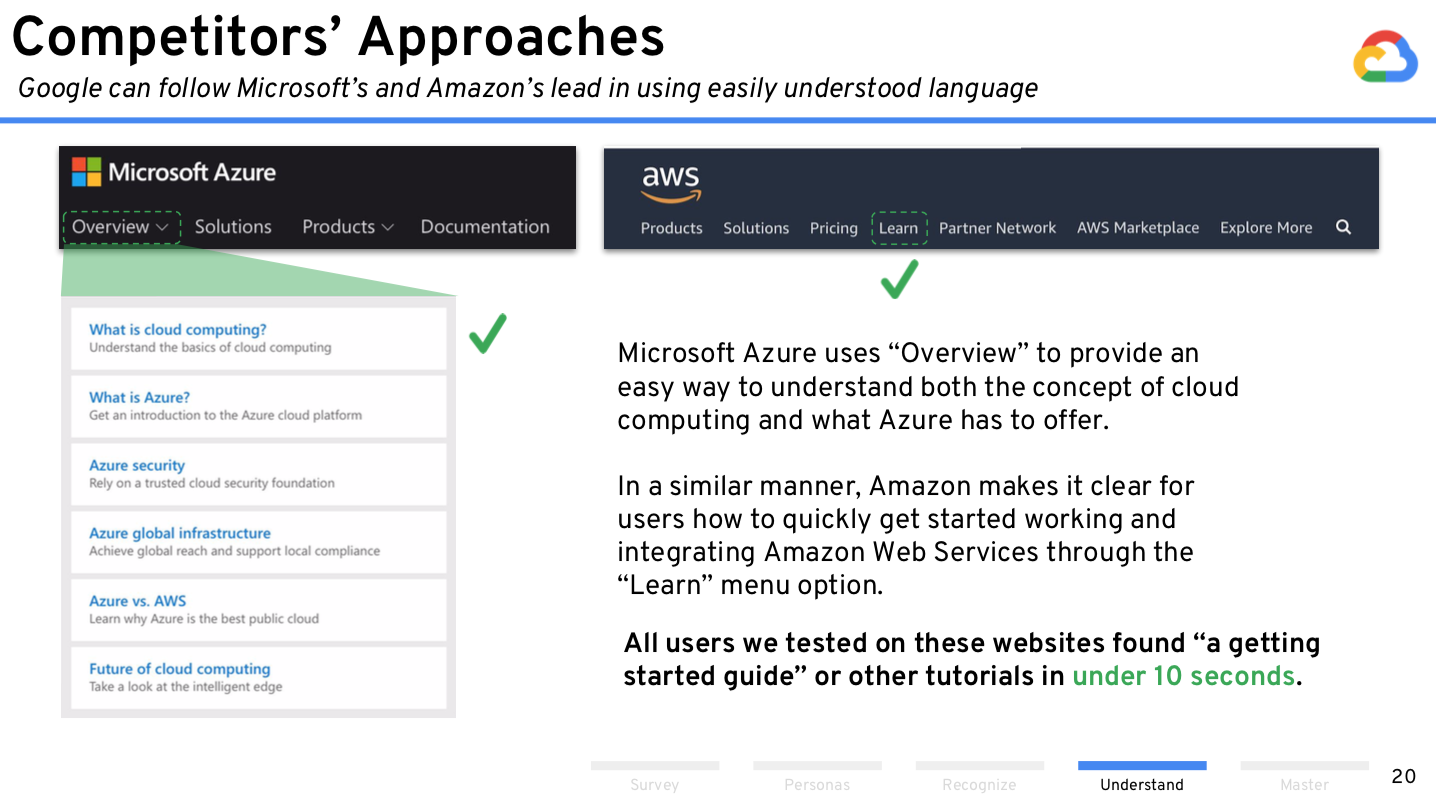 Competitors’ Approaches
Google can follow Microsoft’s and Amazon’s lead in using easily understood language
Microsoft Azure
Overview Solutions Products Documentation
What is cloud computing?
Understand the basics of cloud computing
What is Azure?
Get an introduction to the Azure cloud platform
Azure security
Rely on a trusted cloud security foundation
Azure global infrastructure
Achieve global reach and support local compliance
Azure vs. AWS
Learn why Azure is the best public cloud
Future of cloud computing
Take a look at the intelligent edge
aws
Products Solutions Pricing Learn Partner Network AWS Marketplace Explore More
Microsoft Azure uses “Overview” to provide an
easy way to understand both the concept of cloud
computing and what Azure has to offer.
In a similar manner, Amazon makes it clear for
users how to quickly get started working and
integrating Amazon Web Services through the
“Learn” menu option.
All users we tested on these websites found “a getting
started guide” or other tutorials in under 10 seconds.
Survey Personas Recognize Understand Master
20